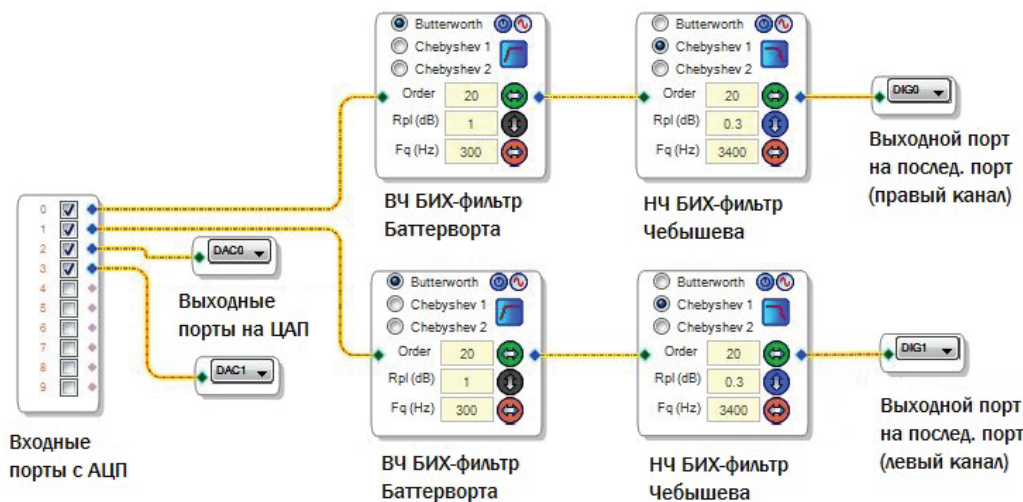 Butterworth
Chebyshev 1
Chebyshev 2
Order 20
Rpl (dB) 1
Fq (Hz) 300
ВЧ БИХ-фильтр
Баттерворта
Butterworth
Chebyshev 1
Chebyshev 2
Order 20
Rpl (dB) 0.3
Fq (Hz) 3400
НЧ БИХ-фильтр
Чебышева
DIG0
Выходной порт
на послед. порт
(правый канал)
0
1
2
3
4
5
6
7
8
9
Входные
порты с АЦП
DAC0
Выходные
порты на ЦАП
DAC1
Butterworth
Chebyshev 1
Chebyshev 2
Order 20
Rpl (dB) 1
Fq (Hz) 300
ВЧ БИХ-фильтр
Баттерворта
Butterworth
Chebyshev 1
Chebyshev 2
Order 20
Rpl (dB) 0.3
Fq (Hz) 3400
НЧ БИХ-фильтр
Чебышева
DIG1
Выходной порт
на послед. порт
(левый канал)